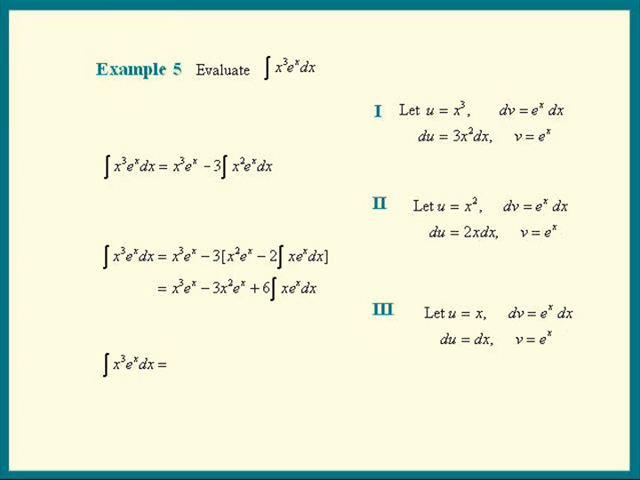 Example 5 Evaluate ∫ x³eˣdx
I Let u = x³, dv = eˣ dx
du = 3x²dx, v = eˣ
∫ x³eˣdx = x³eˣ − 3∫ x²eˣdx
II Let u = x², dv = eˣ dx
du = 2xdx, v = eˣ
∫ x³eˣdx = x³eˣ − 3[x²eˣ − 2∫ xeˣdx]
= x³eˣ − 3x²eˣ + 6∫ xeˣdx
III Let u = x, dv = eˣ dx
du = dx, v = eˣ
∫ x³eˣdx =